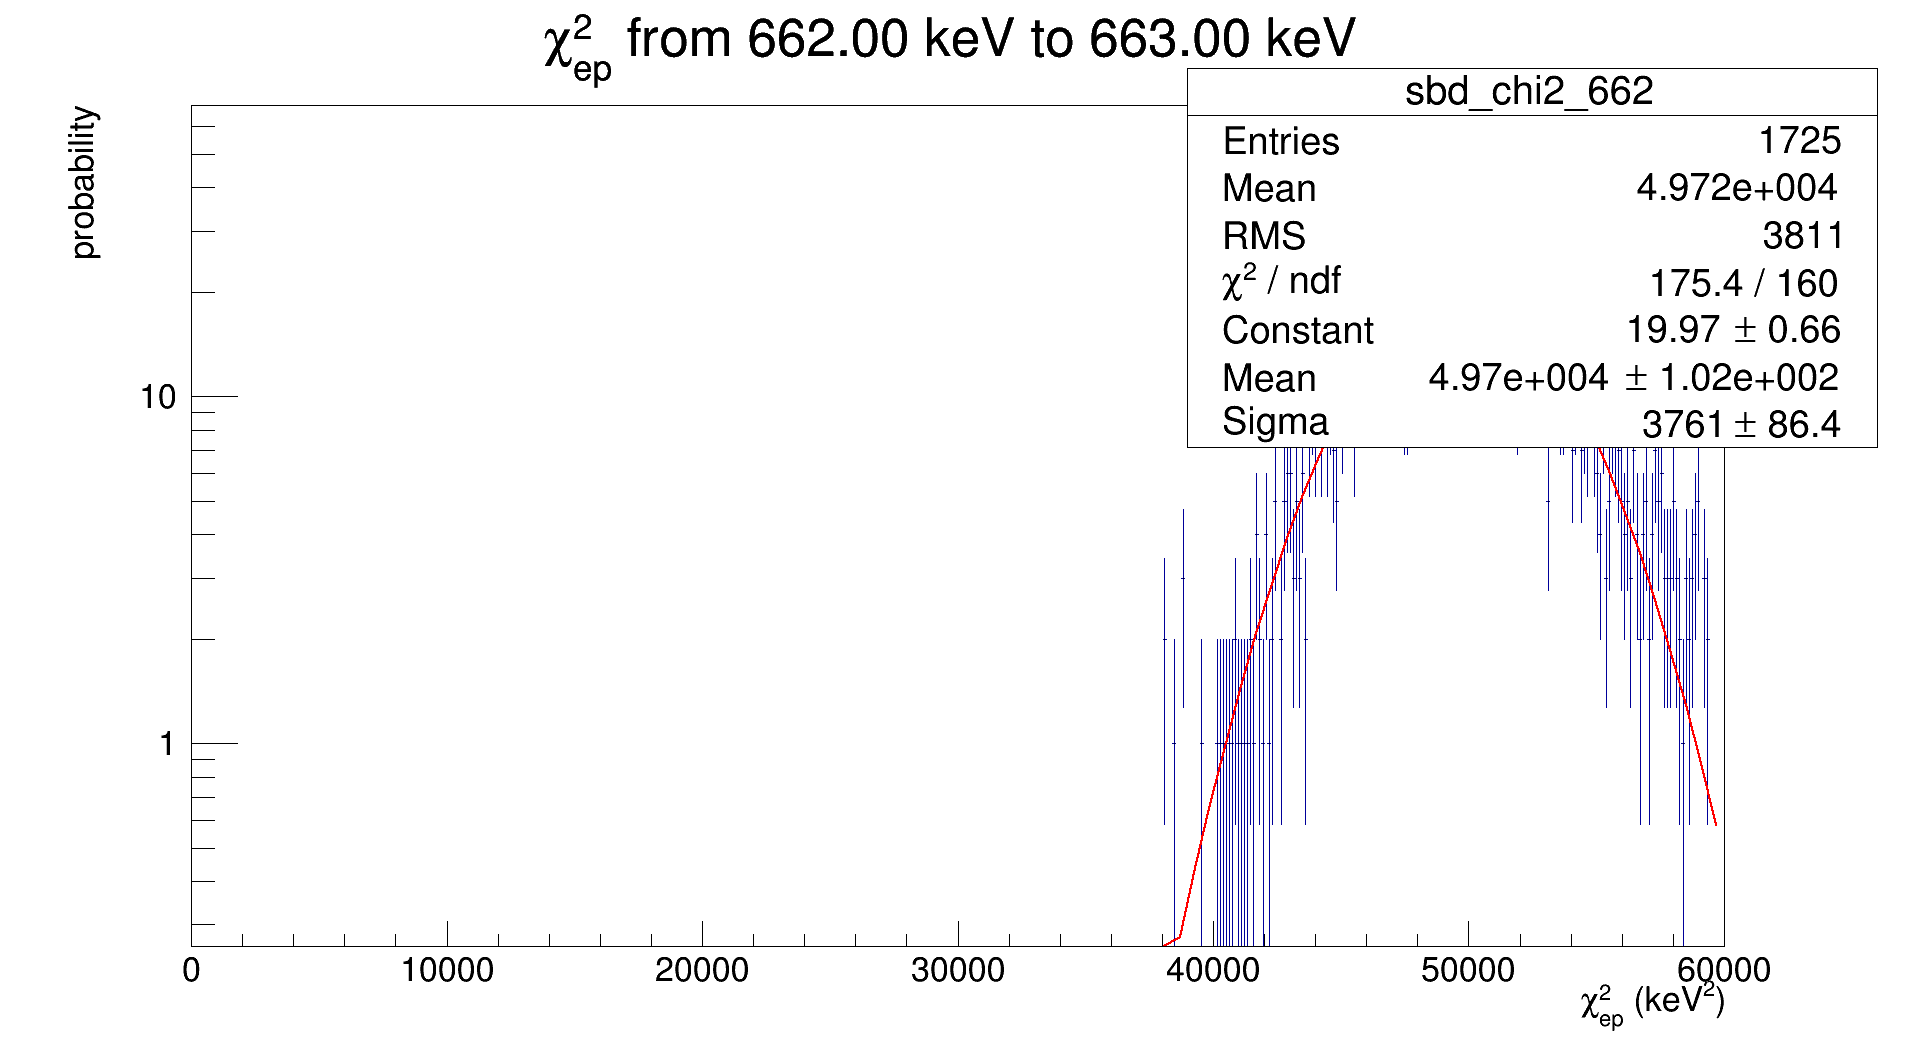 χ²ep from 662.00 keV to 663.00 keV
probability
sbd_chi2_662
Entries 1725
Mean 4.972e+004
RMS 3811
χ² / ndf 175.4 / 160
Constant 19.97 ± 0.66
Mean 4.97e+004 ± 1.02e+002
Sigma 3761 ± 86.4
10
1
0 10000 20000 30000 40000 50000 60000
χ²ep (keV²)